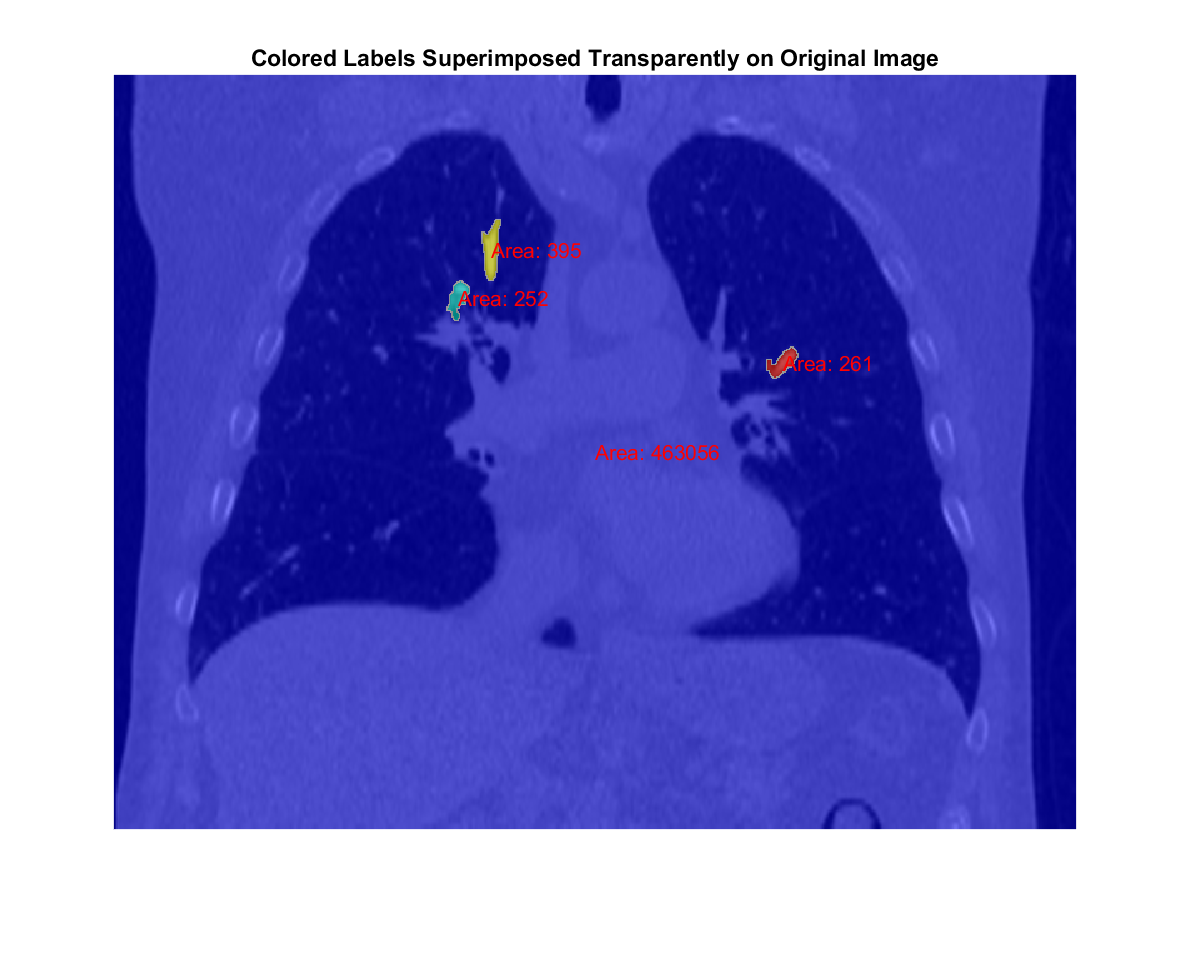 Colored Labels Superimposed Transparently on Original Image
Area: 395
Area: 252
Area: 261
Area: 463056